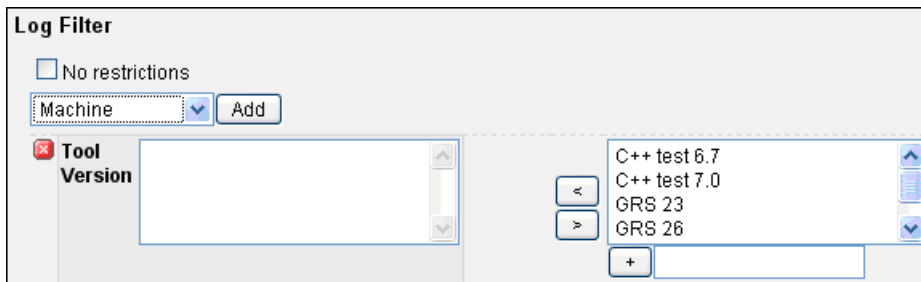 Log Filter
No restrictions
Machine Add
Tool
Version
C++ test 6.7
C++ test 7.0
GRS 23
GRS 26
<
>
+